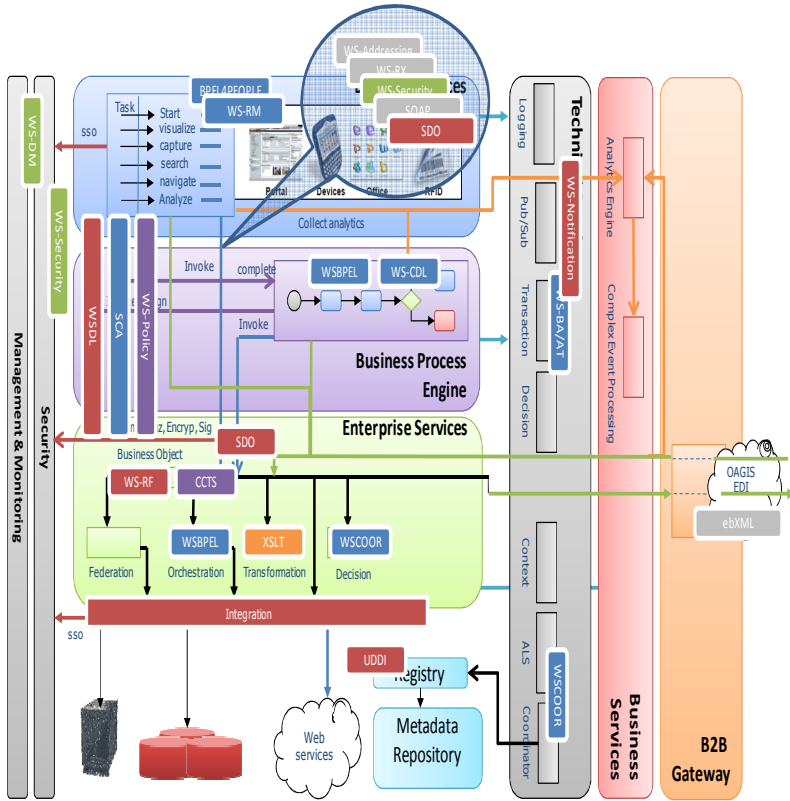 WS-Addressing
WS-RX
WS-Security
SOAP
SDO
BPEL4PEOPLE
WS-RM
Task
Start
visualize
capture
search
navigate
Analyze
Portal
Devices
Office
RFID
Collect analytics
sso
WS-DM
WS-Security
WSDL
SCA
WS-Policy
Invoke
complete
WSBPEL
WS-CDL
Invoke
Business Process
Engine
Encryp, Sig
Enterprise Services
SDO
Business Object
WS-RF
CCTS
WSBPEL
XSLT
WSCOOR
Federation
Orchestration
Transformation
Decision
Integration
sso
Web
services
UDDI
Registry
Metadata
Repository
Management & Monitoring
Security
Logging
Pub/Sub
Transaction
Decision
Context
ALS
Coordinator
WS-Notification
WS-BA/AT
WSCOOR
Analytics Engine
Complex Event Processing
Business
Services
OAGIS
EDI
ebXML
B2B
Gateway